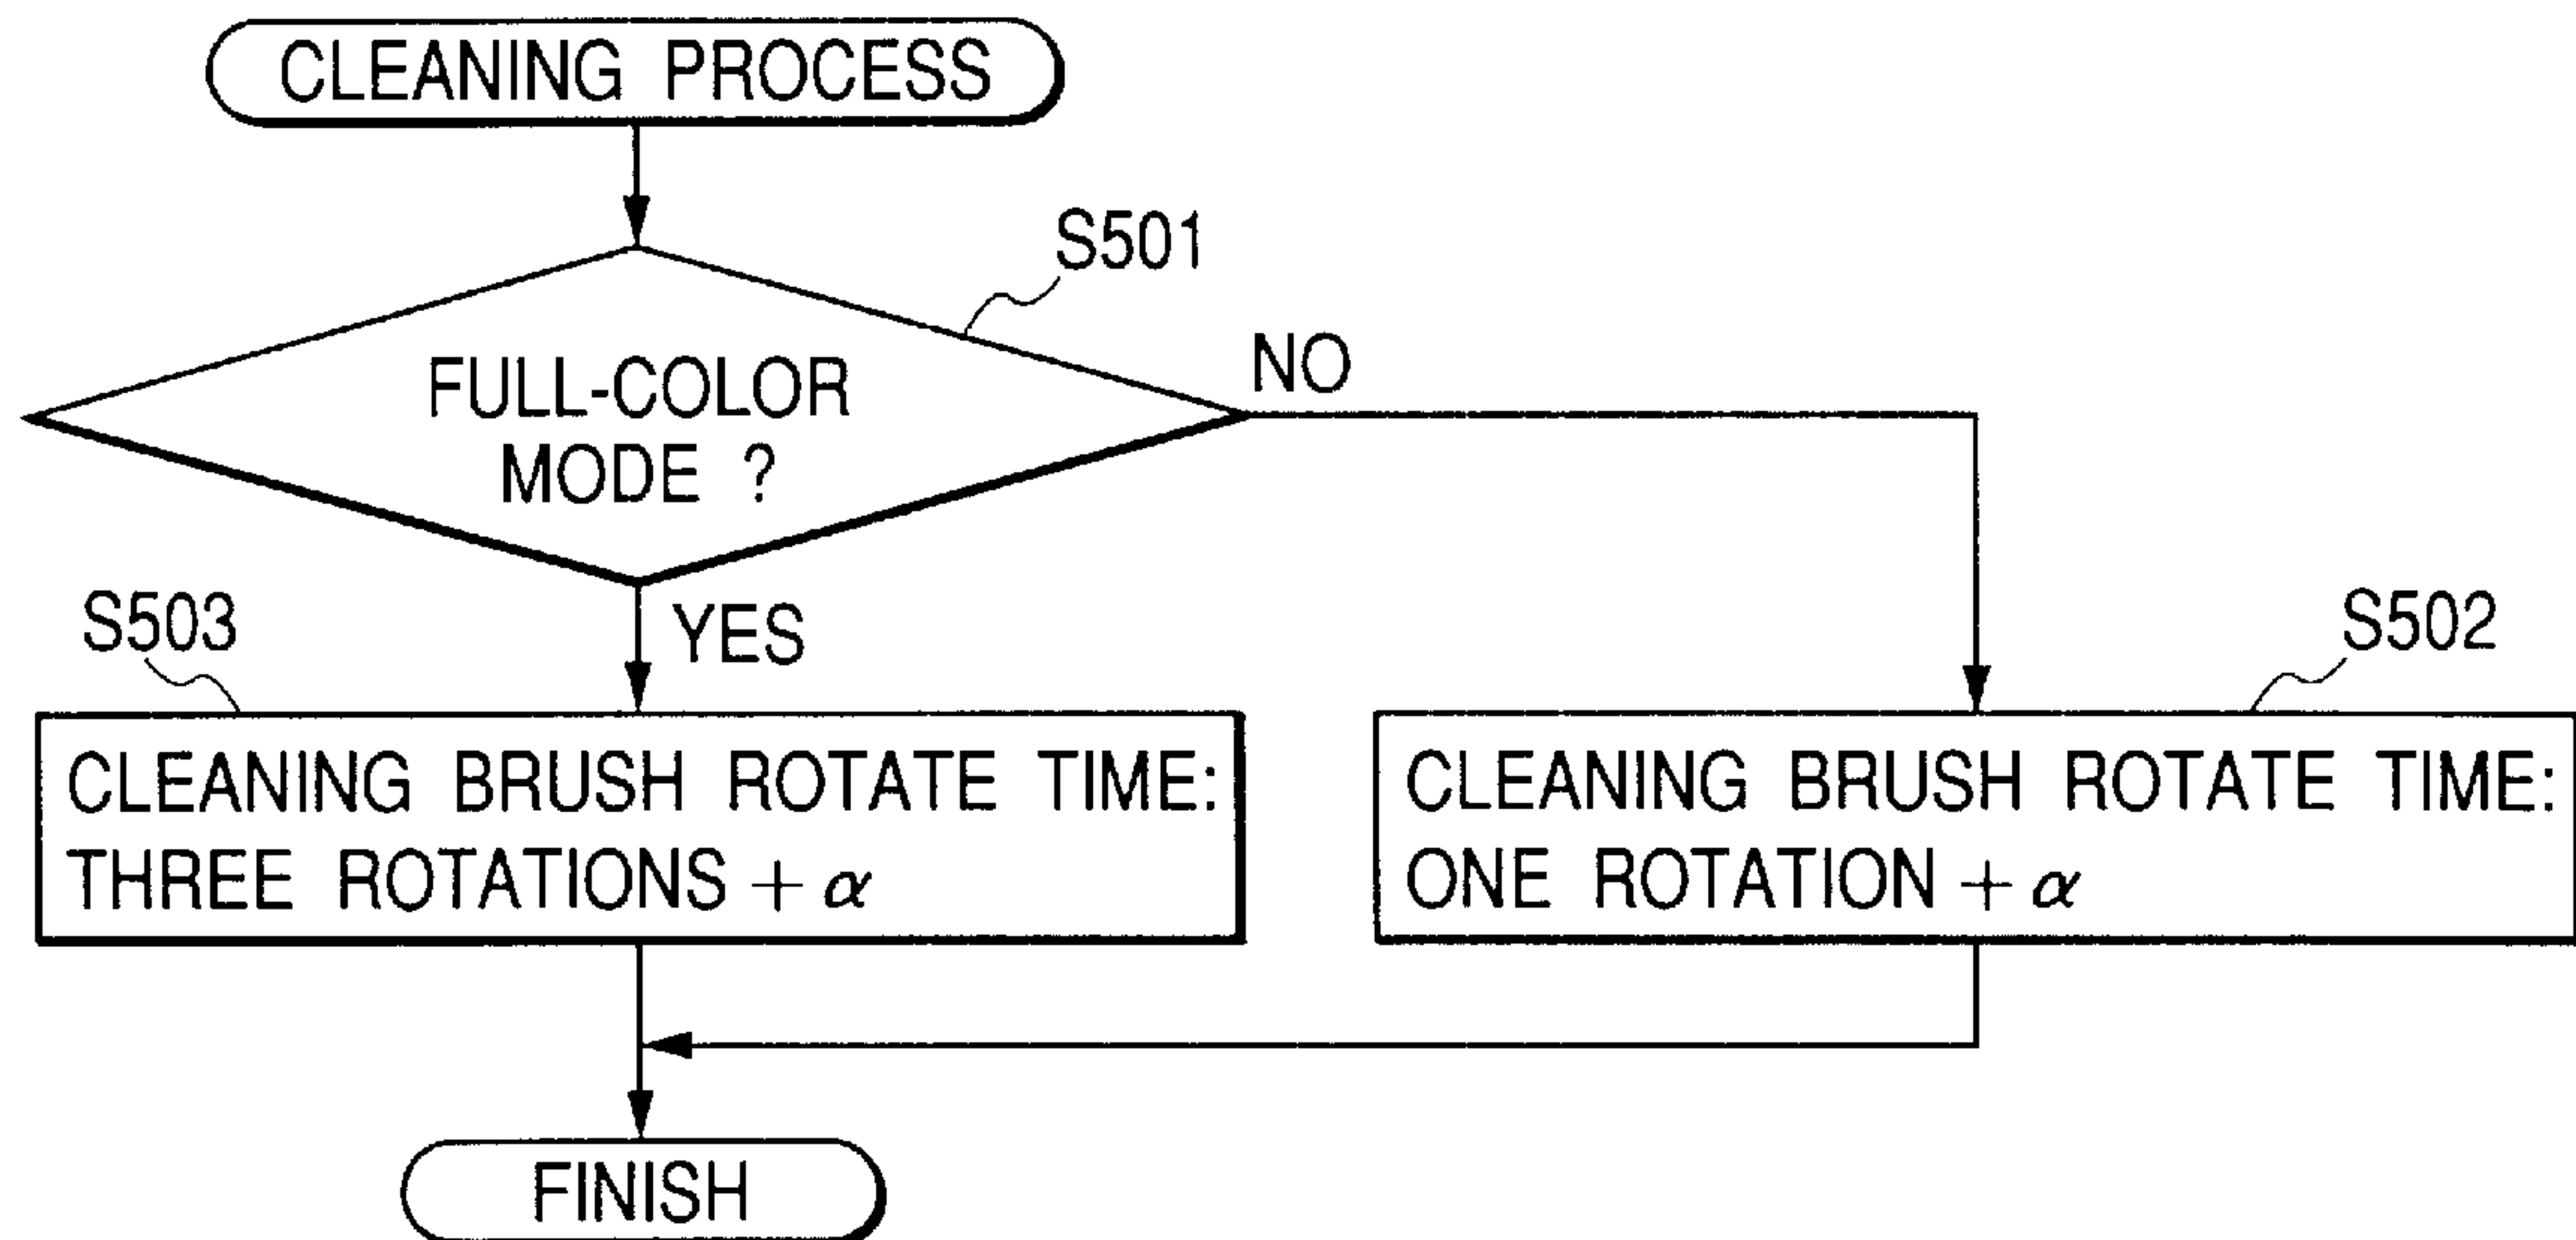 CLEANING PROCESS
S501
FULL-COLOR
MODE ?
NO
YES
S503
CLEANING BRUSH ROTATE TIME:
THREE ROTATIONS + α
S502
CLEANING BRUSH ROTATE TIME:
ONE ROTATION + α
FINISH